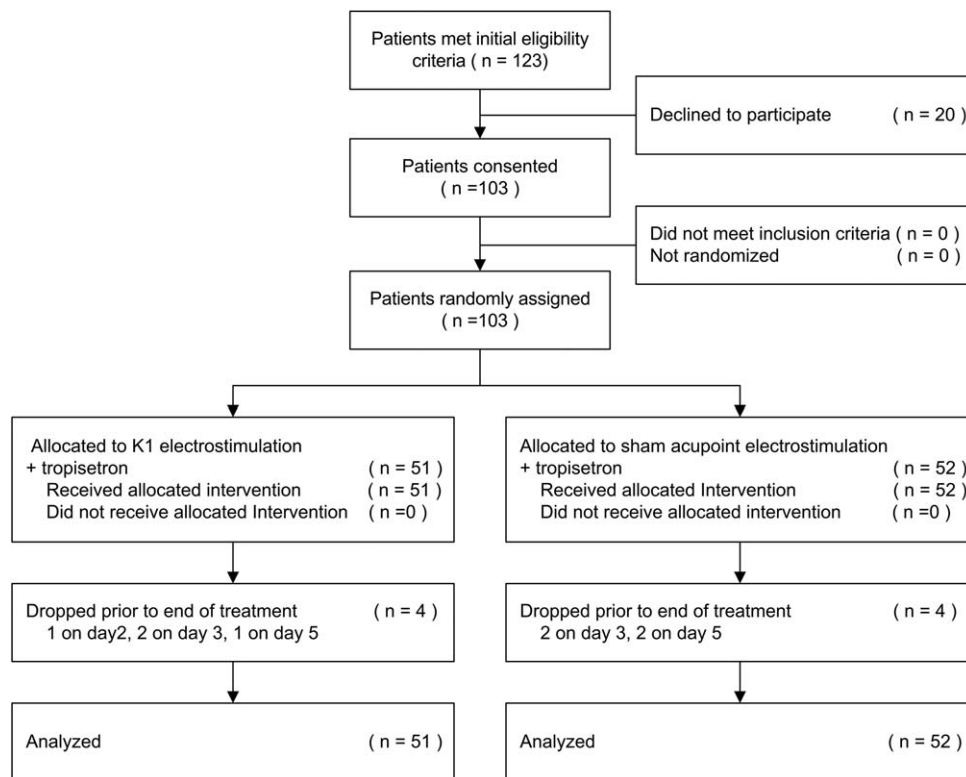 Patients met initial eligibility
criteria ( n = 123)
Declined to participate ( n = 20 )
Patients consented
( n =103 )
Did not meet inclusion criteria ( n = 0 )
Not randomized ( n = 0 )
Patients randomly assigned
( n =103 )
Allocated to K1 electrostimulation
+ tropisetron ( n = 51 )
Received allocated intervention ( n = 51 )
Did not receive allocated Intervention ( n =0 )
Allocated to sham acupoint electrostimulation
+ tropisetron ( n = 52 )
Received allocated Intervention ( n = 52 )
Did not receive allocated intervention ( n =0 )
Dropped prior to end of treatment ( n = 4 )
1 on day2, 2 on day 3, 1 on day 5
Dropped prior to end of treatment ( n = 4 )
2 on day 3, 2 on day 5
Analyzed ( n = 51 )
Analyzed ( n = 52 )